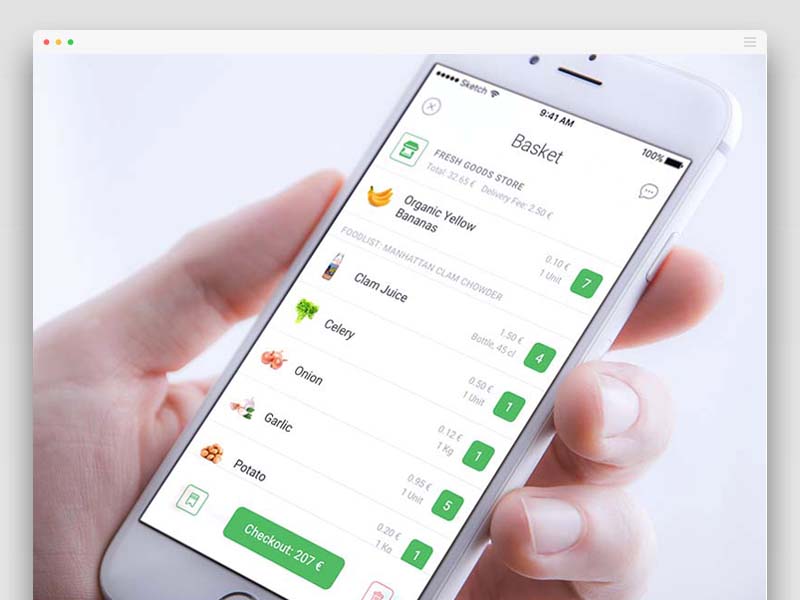 Sketch
9:41 AM
100%
Basket
FRESH GOODS STORE
Total: 32.65 € Delivery Fee: 2.50 €
Organic Yellow
Bananas
0.10 €
1 Unit
7
FOODLIST: MANHATTAN CLAM CHOWDER
Clam Juice
1.50 €
Bottle, 45 cl
4
Celery
0.50 €
1 Unit
1
Onion
0.12 €
1 Kg
1
Garlic
0.95 €
1 Unit
5
Potato
0.20 €
1 Kg
1
Checkout: 207 €